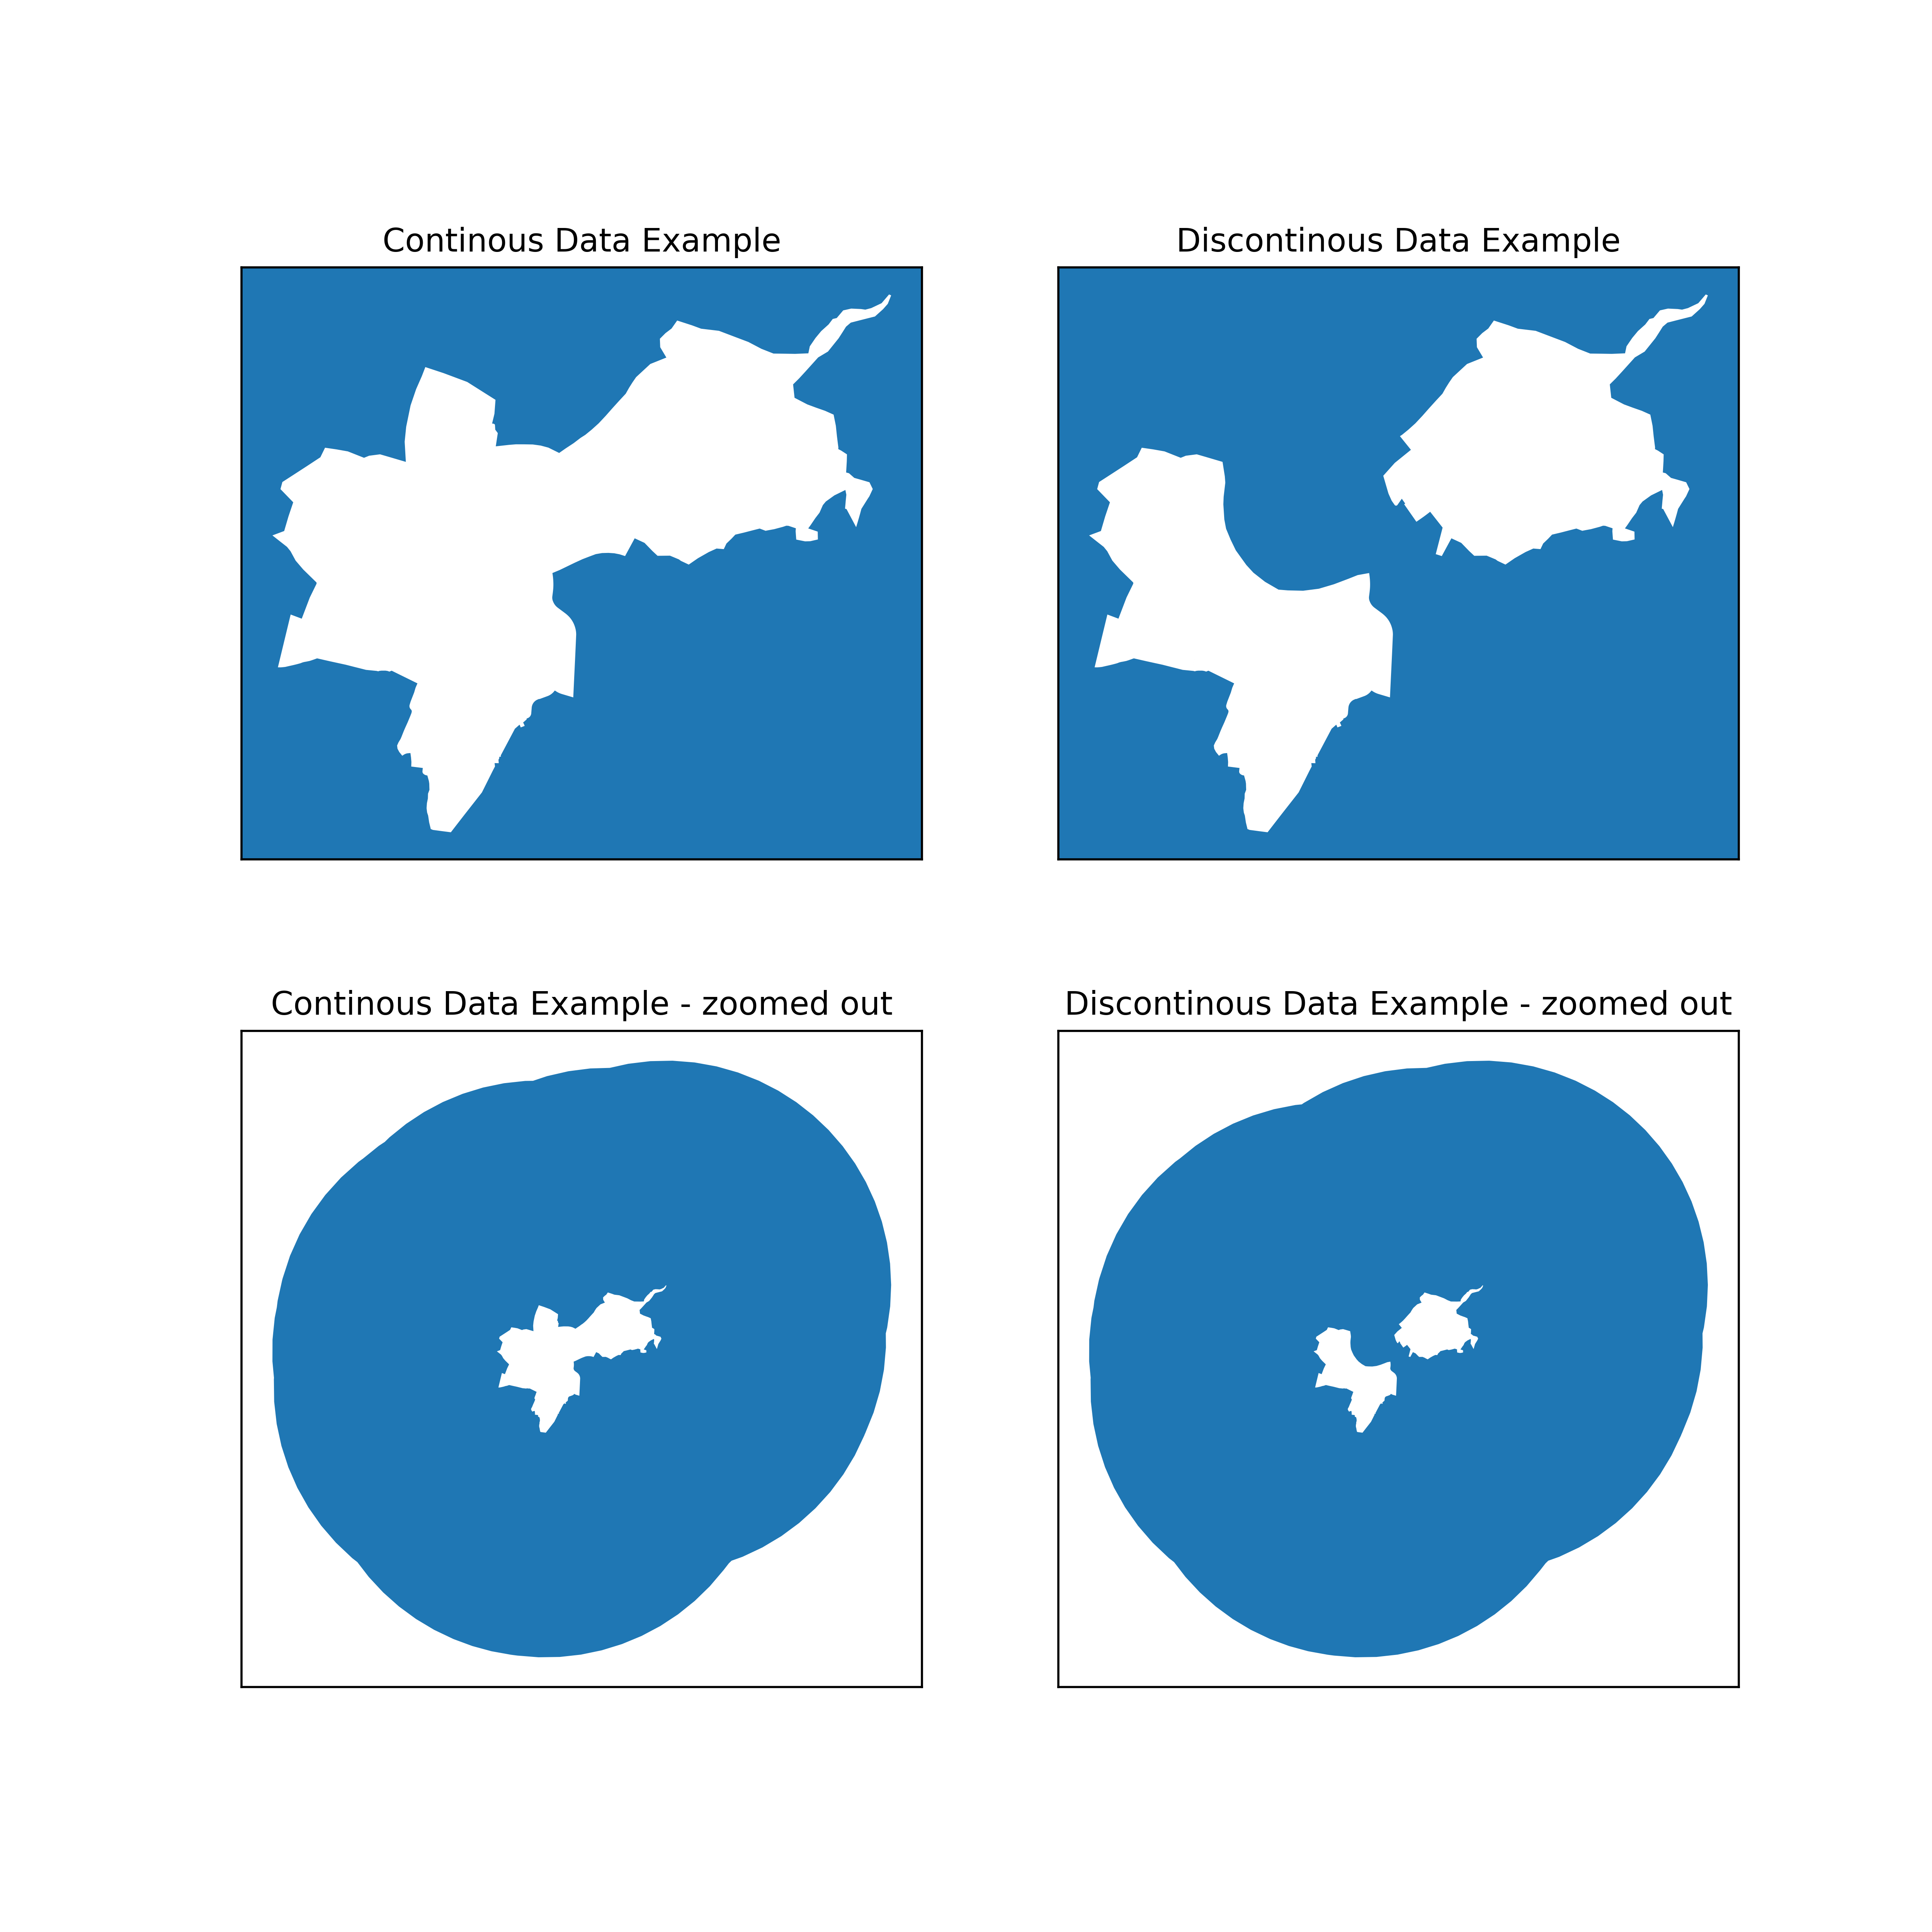 Continous Data Example
Discontinous Data Example
Continous Data Example - zoomed out
Discontinous Data Example - zoomed out